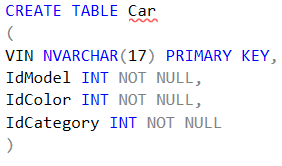 CREATE TABLE Car
(
VIN NVARCHAR(17) PRIMARY KEY,
IdModel INT NOT NULL,
IdColor INT NOT NULL,
IdCategory INT NOT NULL
)